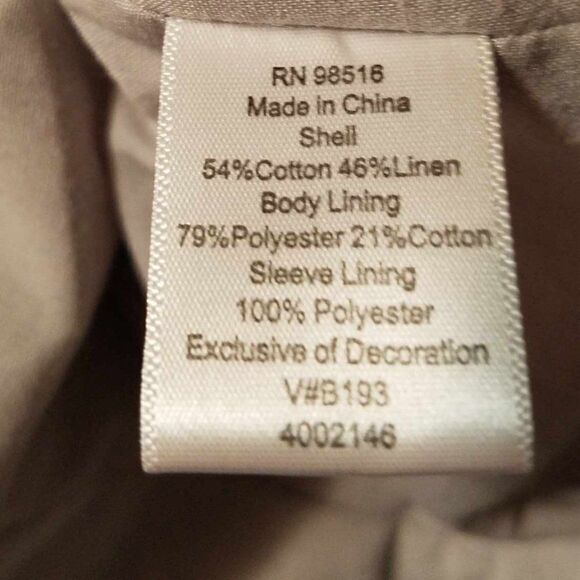 RN 98516
Made in China
Shell
54%Cotton 46%Linen
Body Lining
79%Polyester 21%Cotton
Sleeve Lining
100% Polyester
Exclusive of Decoration
V#B193
4002146